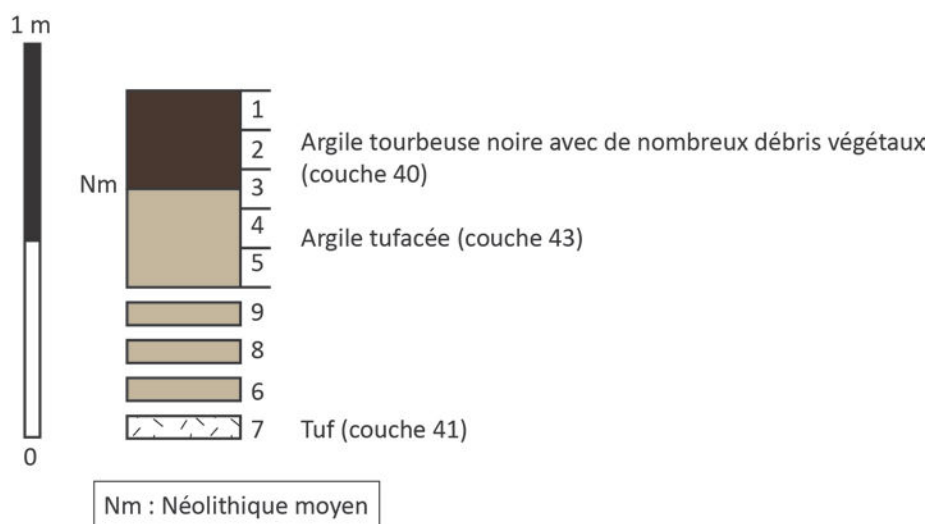 1 m
1
2
Argile tourbeuse noire avec de nombreux débris végétaux
(couche 40)
Nm
3
4
Argile tufacée (couche 43)
5
9
8
6
7
Tuf (couche 41)
0
Nm : Néolithique moyen